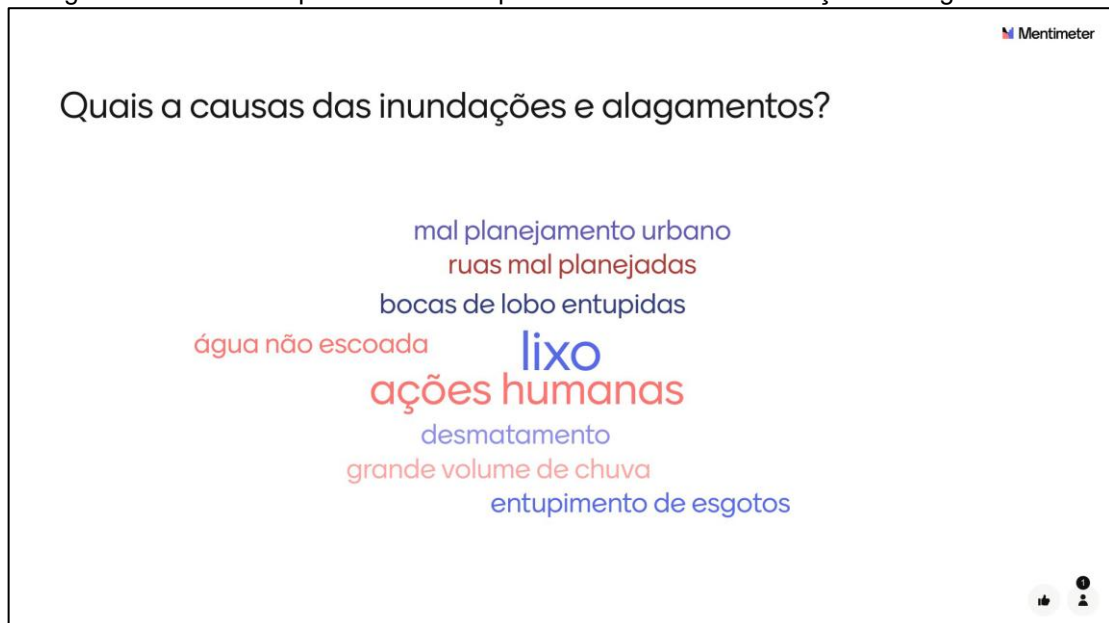 Mentimeter
Quais a causas das inundações e alagamentos?
mal planejamento urbano
ruas mal planejadas
bocas de lobo entupidas
água não escoada
lixo
ações humanas
desmatamento
grande volume de chuva
entupimento de esgotos
1